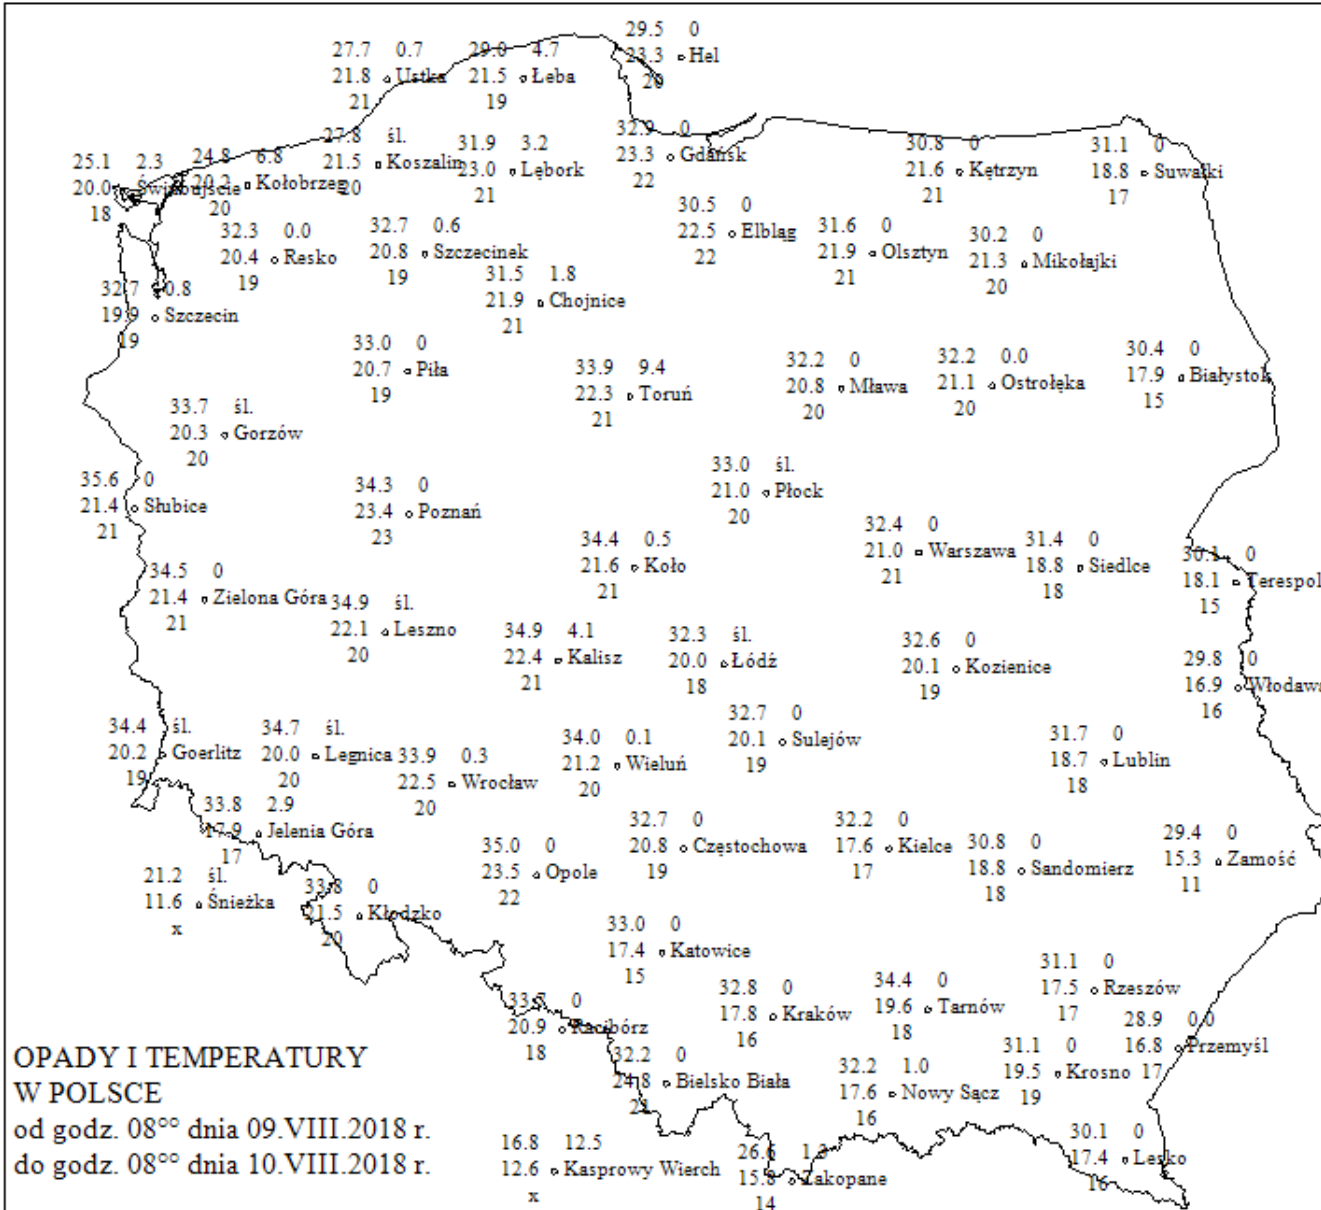 29.5 0
23.3 Hel
20
27.7 0.7
21.8 Ustka
21
29.0 4.7
21.5 Łeba
19
27.8 śl.
21.5 Koszalin
20
31.9 3.2
23.0 Lębork
21
32.9 0
23.3 Gdańsk
22
30.8 0
21.6 Kętrzyn
21
31.1 0
18.8 Suwałki
17
25.1 2.3
20.0 Świnoujście
18
24.8 6.8
20.2 Kołobrzeg
20
32.3 0.0
20.4 Resko
19
32.7 0.6
20.8 Szczecinek
19
30.5 0
22.5 Elbląg
22
31.6 0
21.9 Olsztyn
21
30.2 0
21.3 Mikołajki
20
32.7 0.8
19.9 Szczecin
19
31.5 1.8
21.9 Chojnice
21
33.0 0
20.7 Piła
19
33.9 9.4
22.3 Toruń
21
32.2 0
20.8 Mława
20
32.2 0.0
21.1 Ostrołęka
20
30.4 0
17.9 Białystok
15
33.7 śl.
20.3 Gorzów
20
35.6 0
21.4 Słubice
21
34.3 0
23.4 Poznań
23
33.0 śl.
21.0 Płock
20
34.4 0.5
21.6 Koło
21
32.4 0
21.0 Warszawa
21
31.4 0
18.8 Siedlce
18
30.1 0
18.1 Terespol
15
34.5 0
21.4 Zielona Góra
21
34.9 śl.
22.1 Leszno
20
34.9 4.1
22.4 Kalisz
21
32.3 śl.
20.0 Łódź
18
32.6 0
20.1 Kozienice
19
29.8 0
16.9 Włodawa
16
34.4 śl.
20.2 Goerlitz
19
34.7 śl.
20.0 Legnica
20
33.9 0.3
22.5 Wrocław
20
34.0 0.1
21.2 Wieluń
20
32.7 0
20.1 Sulejów
19
31.7 0
18.7 Lublin
18
33.8 2.9
17.9 Jelenia Góra
17
35.0 0
23.5 Opole
22
32.7 0
20.8 Częstochowa
19
32.2 0
17.6 Kielce
17
30.8 0
18.8 Sandomierz
18
29.4 0
15.3 Zamość
11
21.2 śl.
11.6 Śnieżka
x
33.8 0
21.5 Kłodzko
20
33.0 0
17.4 Katowice
15
0
20.9 Racibórz
18
32.8 0
17.8 Kraków
16
34.4 0
19.6 Tarnów
18
31.1 0
17.5 Rzeszów
17
28.9 0.0
16.8 Przemyśl
17
32.2 0
24.8 Bielsko Biała
21
32.2 1.0
17.6 Nowy Sącz
16
31.1 0
19.5 Krosno
19
16.8 12.5
12.6 Kasprowy Wierch
x
26.6 1.3
15.8 Zakopane
14
30.1 0
17.4 Lesko
16
OPADY I TEMPERATURY
W POLSCE
od godz. 08°° dnia 09.VIII.2018 r.
do godz. 08°° dnia 10.VIII.2018 r.